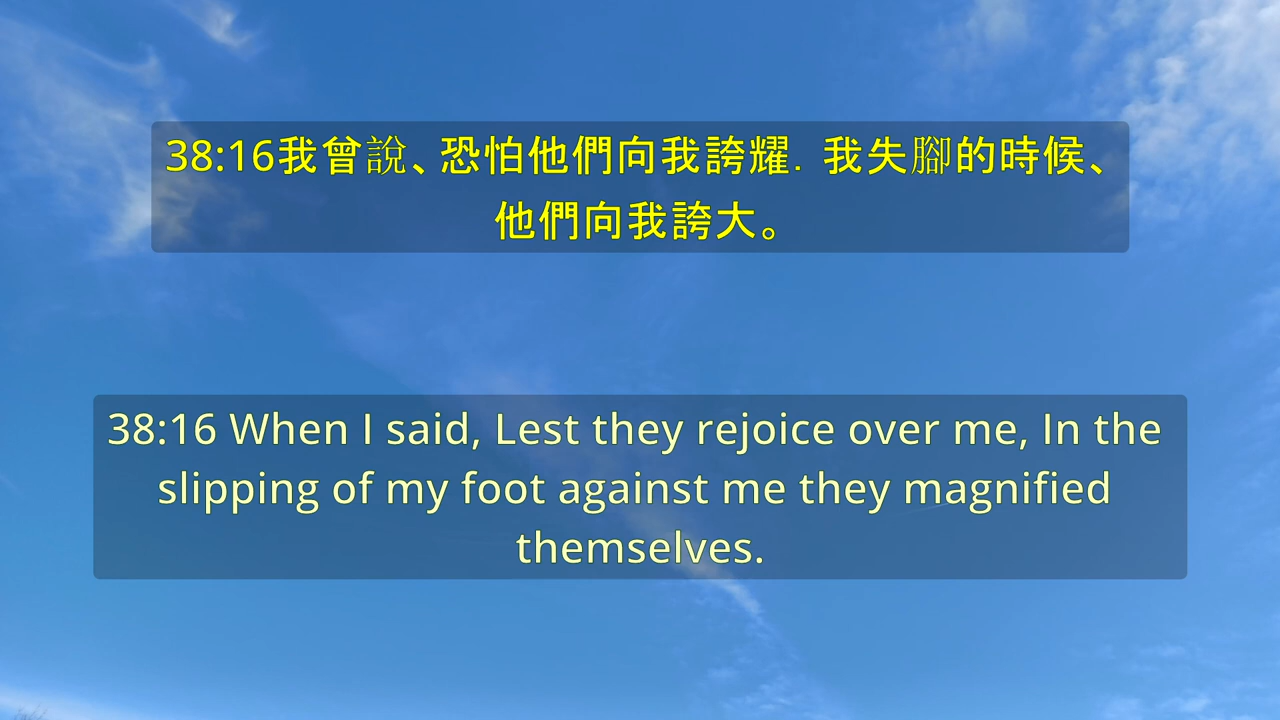 38:16我曾說、恐怕他們向我誇耀．我失腳的時候、
他們向我誇大。
38:16 When I said, Lest they rejoice over me, In the
slipping of my foot against me they magnified
themselves.